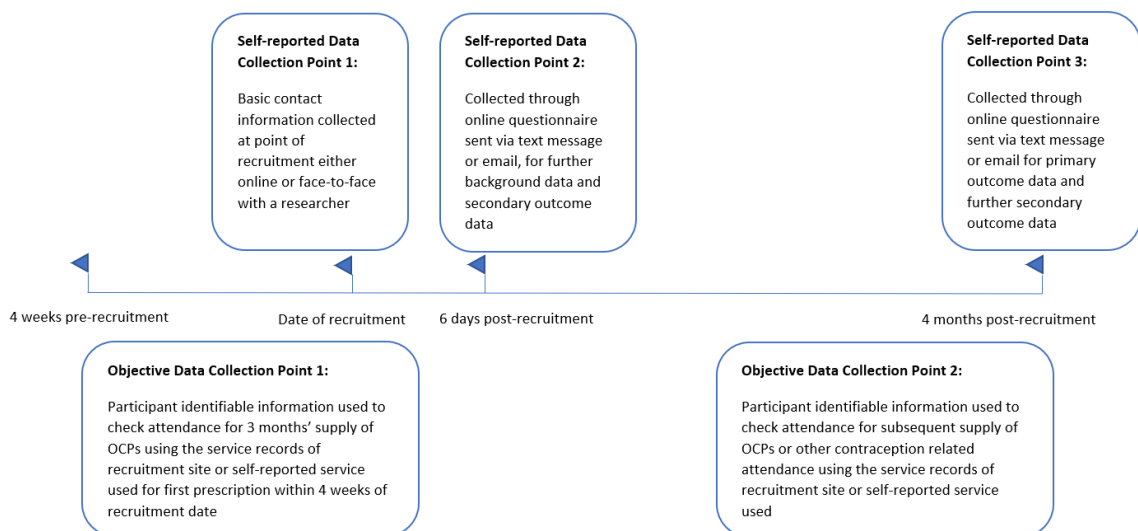 Self-reported Data
Collection Point 1:
Basic contact
information collected
at point of
recruitment either
online or face-to-face
with a researcher
Self-reported Data
Collection Point 2:
Collected through
online questionnaire
sent via text message
or email, for further
background data and
secondary outcome
data
Self-reported Data
Collection Point 3:
Collected through
online questionnaire
sent via text message
or email for primary
outcome data and
further secondary
outcome data
4 weeks pre-recruitment
Date of recruitment
6 days post-recruitment
4 months post-recruitment
Objective Data Collection Point 1:
Participant identifiable information used to
check attendance for 3 months’ supply of
OCPs using the service records of
recruitment site or self-reported service
used for first prescription within 4 weeks of
recruitment date
Objective Data Collection Point 2:
Participant identifiable information used to
check attendance for subsequent supply of
OCPs or other contraception related
attendance using the service records of
recruitment site or self-reported service
used